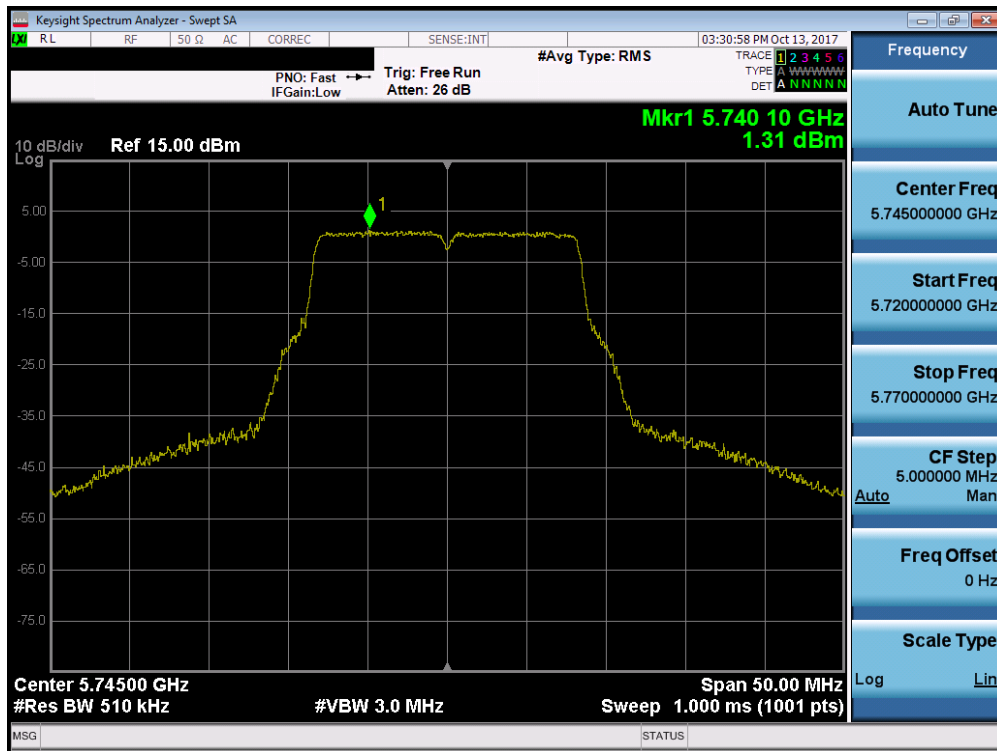 Keysight Spectrum Analyzer - Swept SA
LXI RL RF 50 Ω AC CORREC SENSE:INT 03:30:58 PM Oct 13, 2017
#Avg Type: RMS
TRACE 1 2 3 4 5 6
TYPE A WWWWW
DET A N N N N N
PNO: Fast Trig: Free Run
IFGain:Low Atten: 26 dB
Mkr1 5.740 10 GHz
1.31 dBm
10 dB/div Ref 15.00 dBm
Log
1
5.00
-5.00
-15.0
-25.0
-35.0
-45.0
-55.0
-65.0
-75.0
Center 5.74500 GHz Span 50.00 MHz
#Res BW 510 kHz #VBW 3.0 MHz Sweep 1.000 ms (1001 pts)
MSG STATUS
Frequency
Auto Tune
Center Freq
5.745000000 GHz
Start Freq
5.720000000 GHz
Stop Freq
5.770000000 GHz
CF Step
5.000000 MHz
Auto Man
Freq Offset
0 Hz
Scale Type
Log Lin